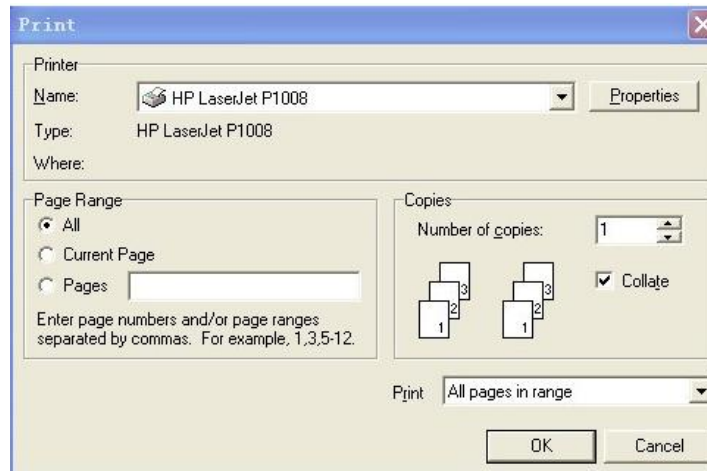 Print
Printer
Name: HP LaserJet P1008 Properties
Type: HP LaserJet P1008
Where:
Page Range
All
Current Page
Pages
Enter page numbers and/or page ranges
separated by commas. For example, 1,3,5-12.
Copies
Number of copies: 1
1 2 3 1 2 3
Collate
Print All pages in range
OK Cancel